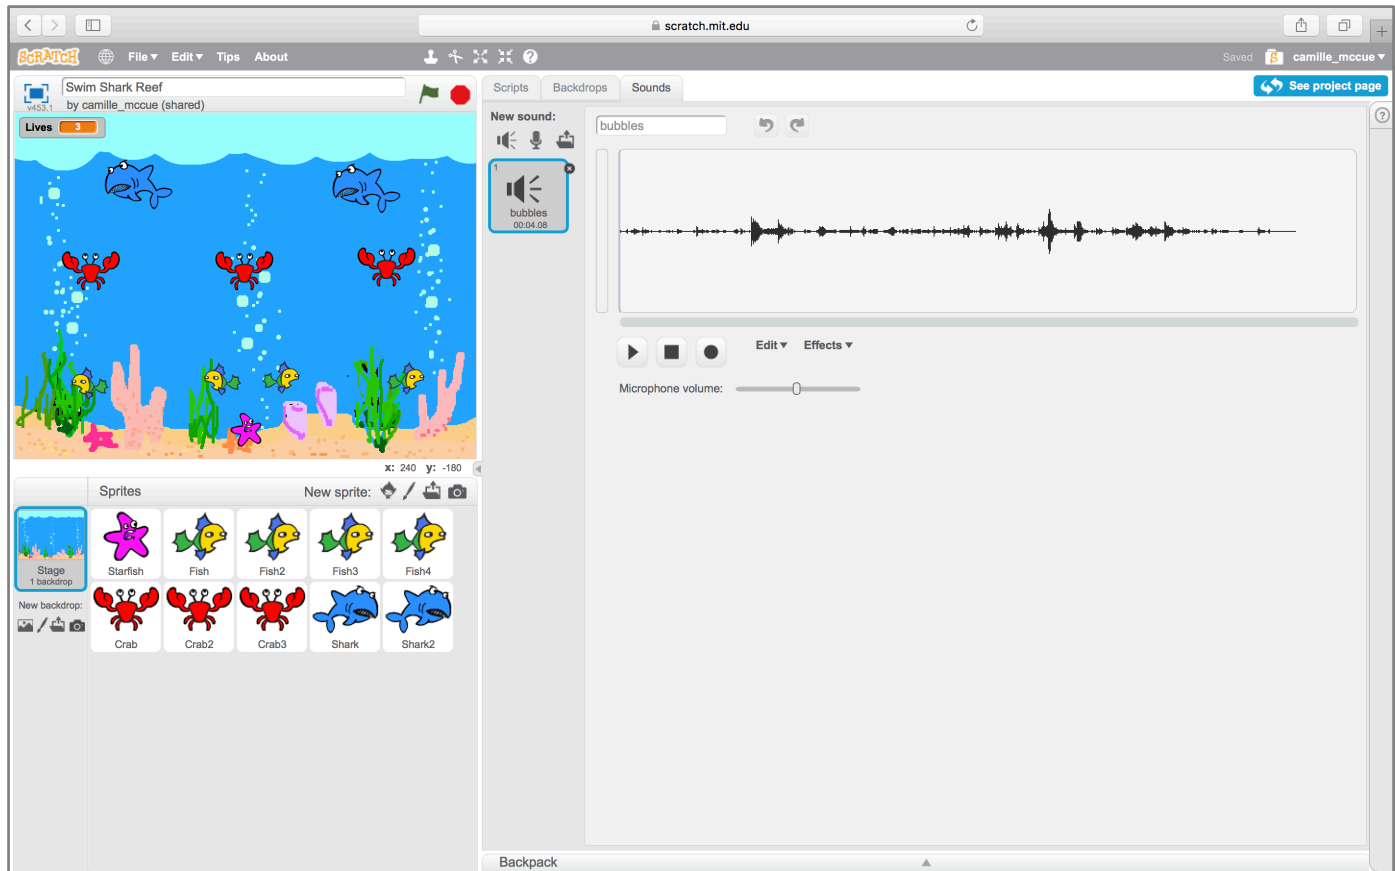 scratch.mit.edu
SCRATCH
File Edit Tips About
Saved
S
camille_mccue
Swim Shark Reef
v453.1
by camille_mccue (shared)
Scripts
Backdrops
Sounds
See project page
Lives 3
New sound:
bubbles
1
bubbles
00:04.08
Edit
Effects
Microphone volume:
x: 240 y: -180
Sprites
New sprite:
Stage
1 backdrop
New backdrop:
Starfish
Fish
Fish2
Fish3
Fish4
Crab
Crab2
Crab3
Shark
Shark2
Backpack